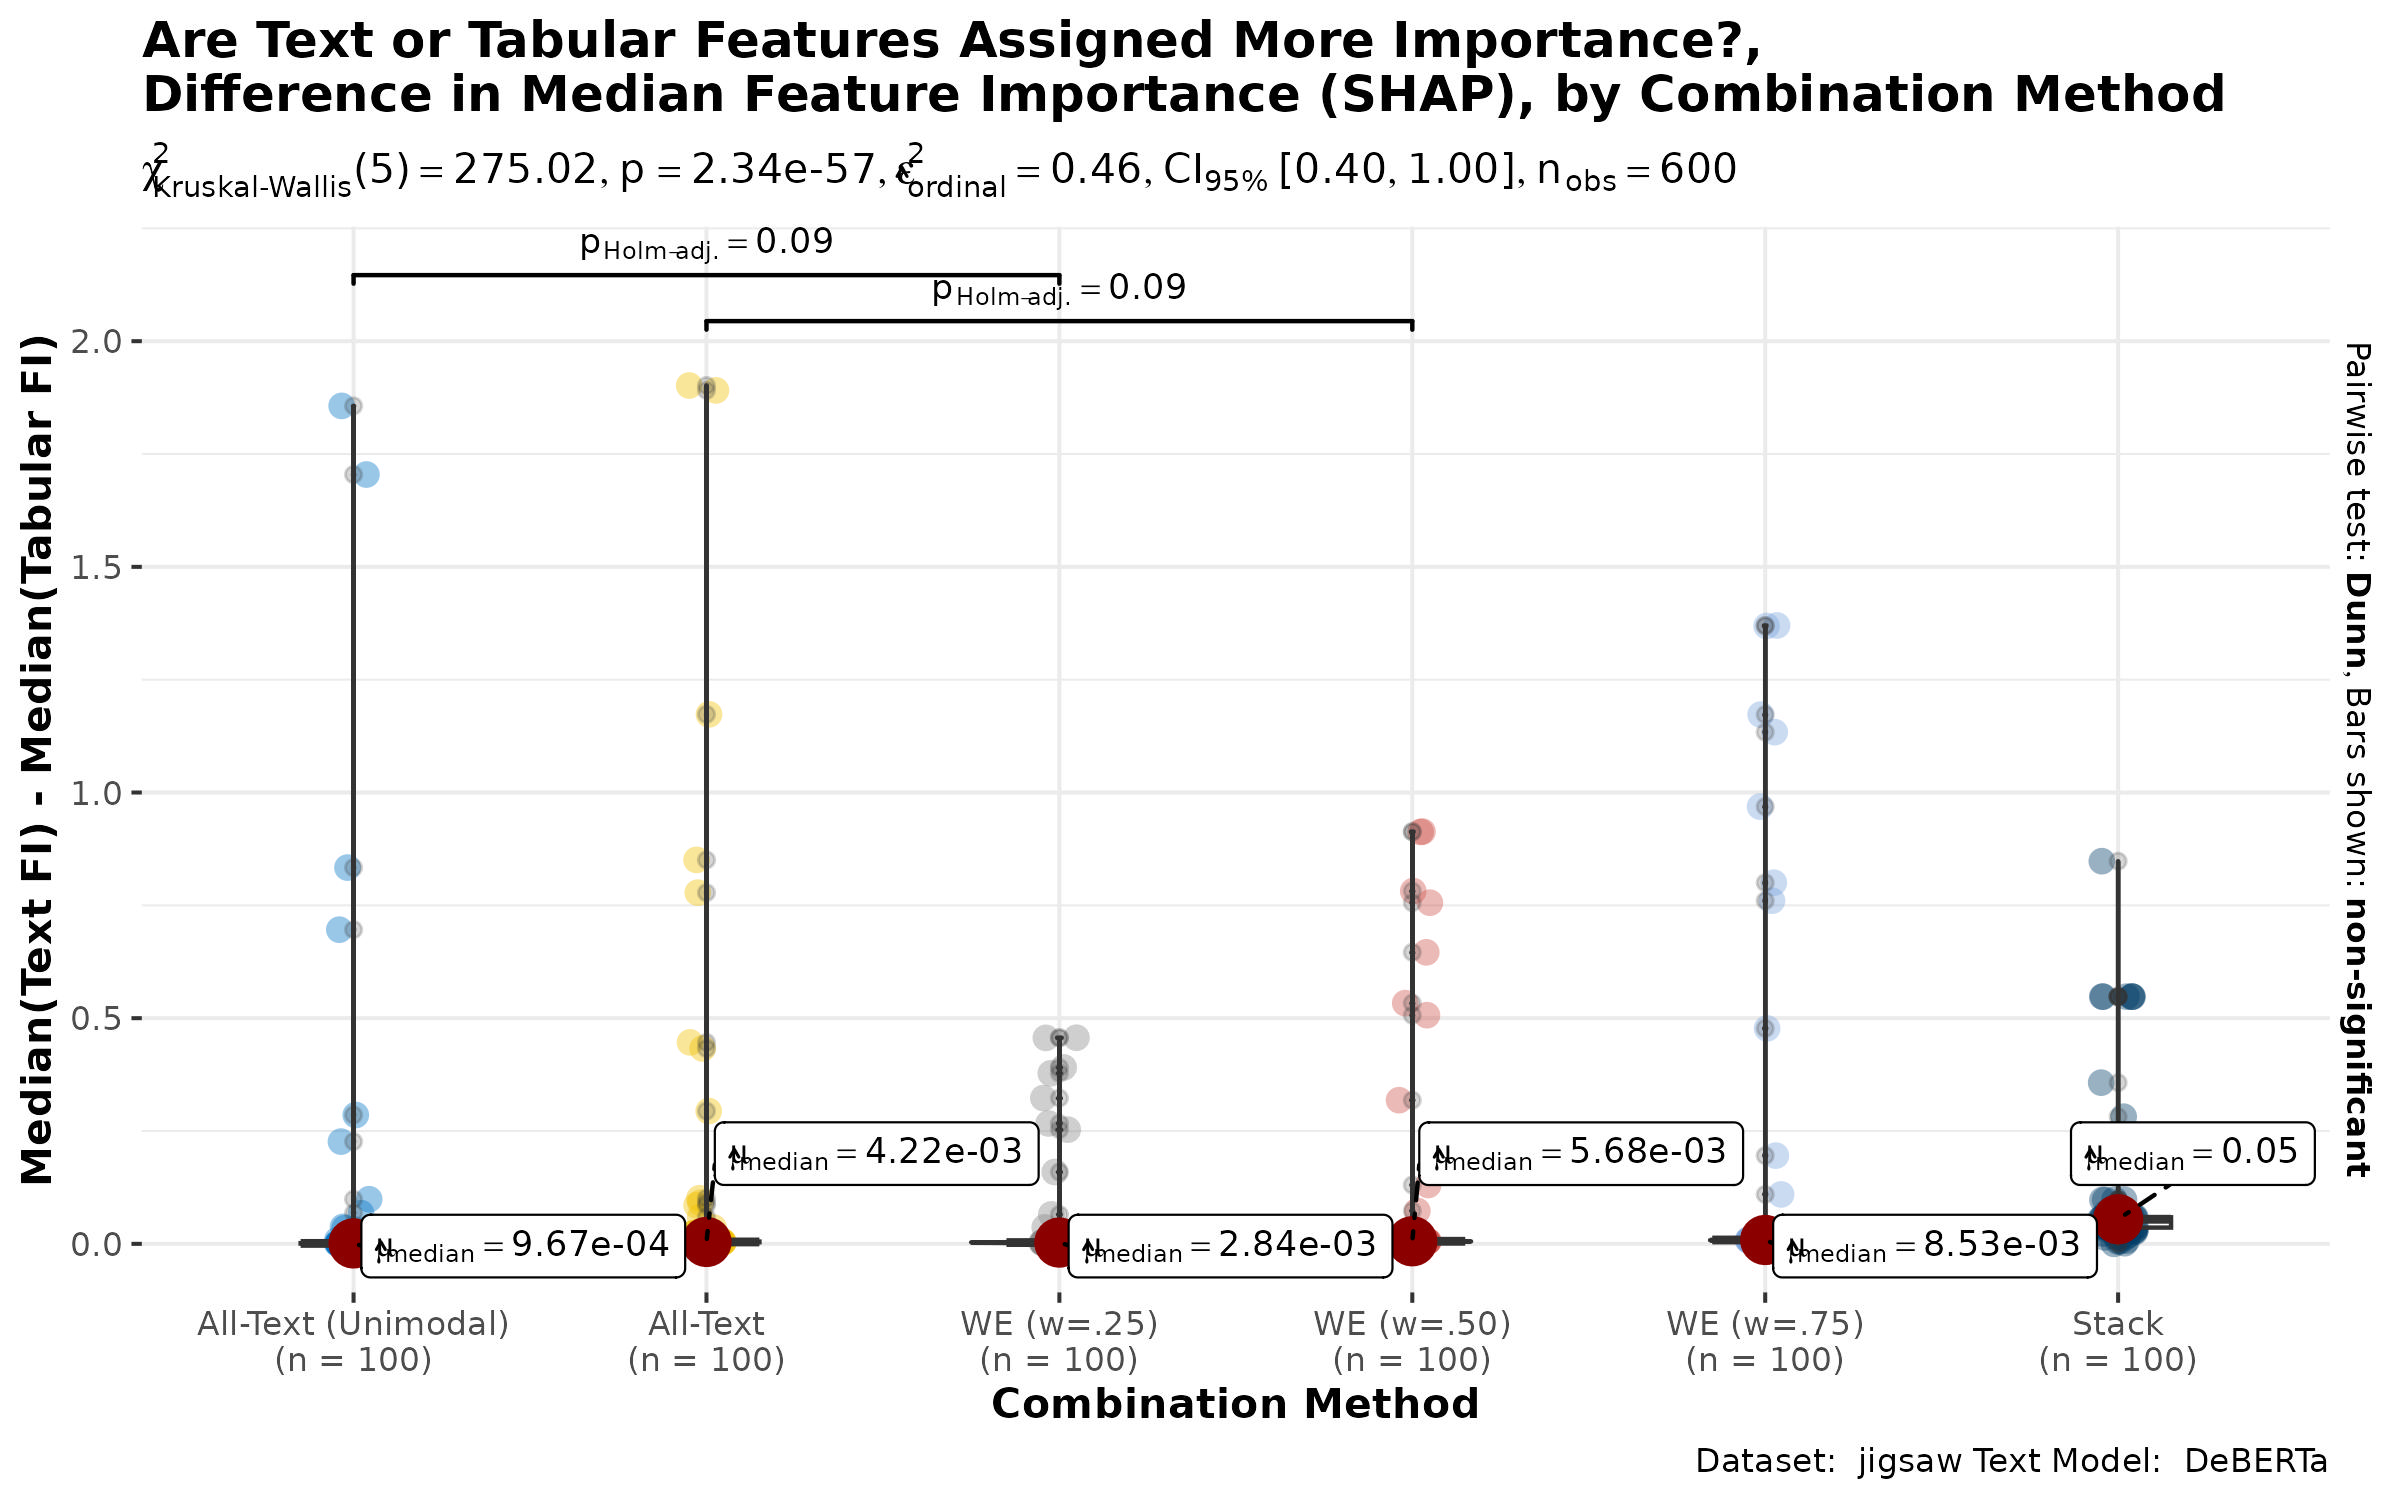 Are Text or Tabular Features Assigned More Importance?,
Difference in Median Feature Importance (SHAP), by Combination Method
χ²Kruskal-Wallis(5) = 275.02, p = 2.34e-57, ε̂²ordinal = 0.46, CI95% [0.40, 1.00], nobs = 600
pHolm-adj. = 0.09
pHolm-adj. = 0.09
Median(Text FI) - Median(Tabular FI)
2.0
1.5
1.0
0.5
0.0
μ̂median = 4.22e-03
μ̂median = 5.68e-03
μ̂median = 0.05
μ̂median = 9.67e-04
μ̂median = 2.84e-03
μ̂median = 8.53e-03
Pairwise test: Dunn, Bars shown: non-significant
All-Text (Unimodal)
(n = 100)
All-Text
(n = 100)
WE (w=.25)
(n = 100)
WE (w=.50)
(n = 100)
WE (w=.75)
(n = 100)
Stack
(n = 100)
Combination Method
Dataset:  jigsaw Text Model:  DeBERTa